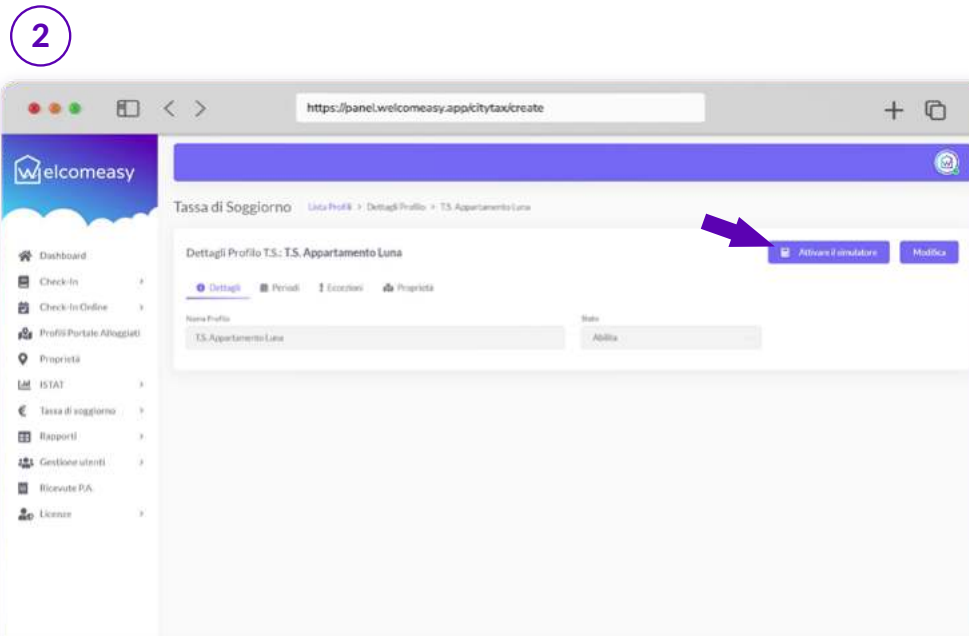 2
https://panel.welcomeasy.app/citytax/create
Welcomeasy
Tassa di Soggiorno Lista Profili > Dettagli Profilo > T.S. Appartamento Luna
Dettagli Profilo T.S.: T.S. Appartamento Luna
Attivare il simulatore
Modifica
Dettagli Periodi Eccezioni Proprietà
Nome Profilo
Stato
T.S. Appartamento Luna
Abilita
Dashboard
Check-In
Check-In Online
Profili Portale Alloggiati
Proprietà
ISTAT
Tassa di soggiorno
Rapporti
Gestione utenti
Ricevute P.A.
Licenze